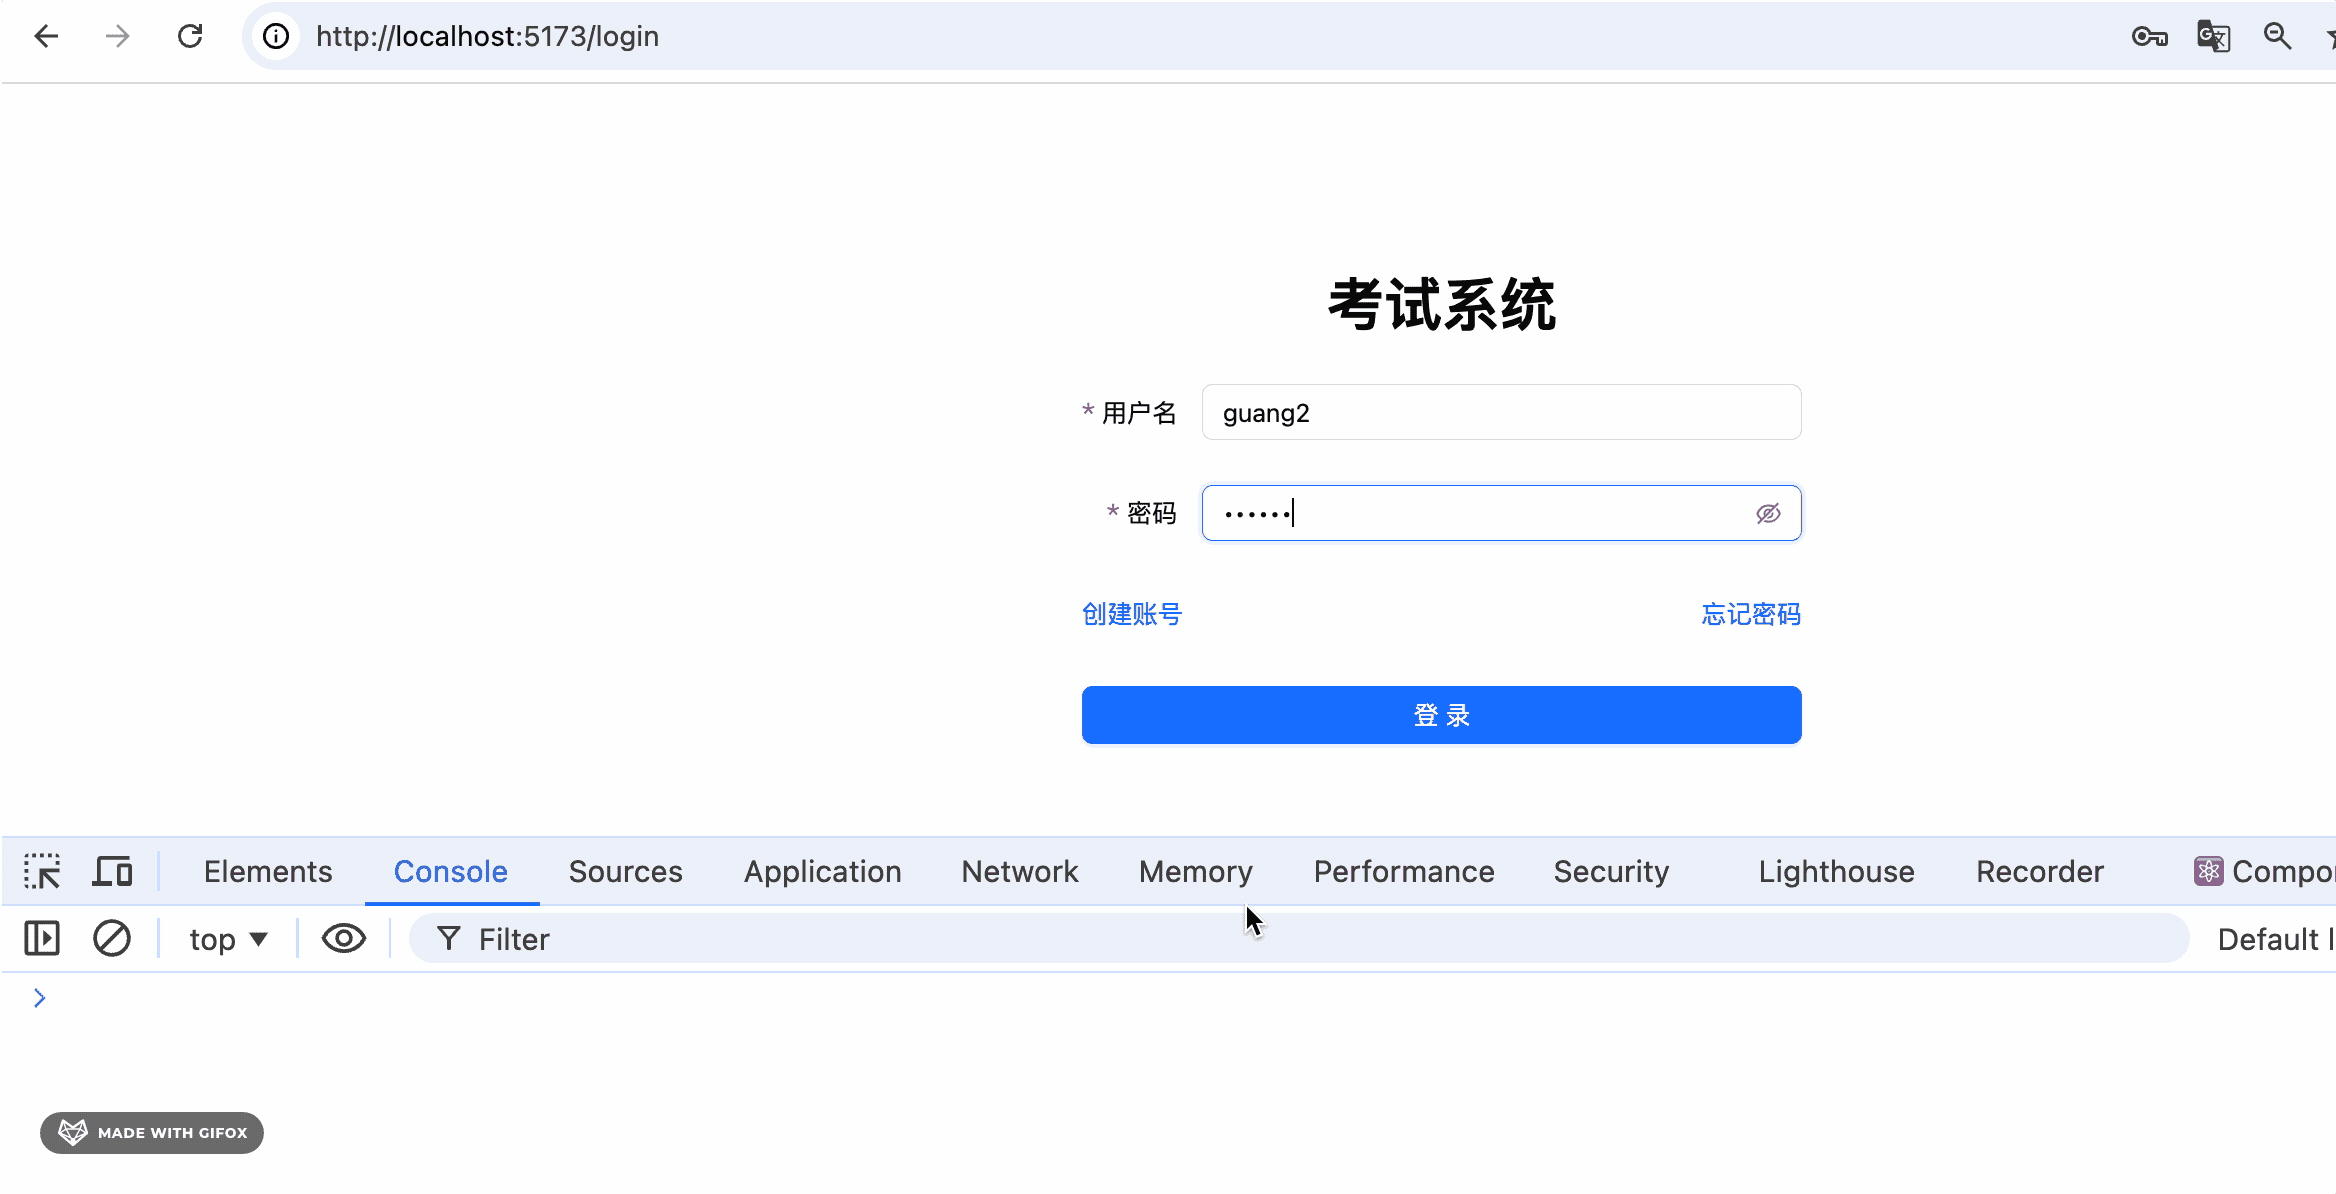 http://localhost:5173/login
考试系统
* 用户名 guang2
* 密码 ••••••
创建账号 忘记密码
登 录
Elements Console Sources Application Network Memory Performance Security Lighthouse Recorder Compo
top Filter Default l
MADE WITH GIFOX